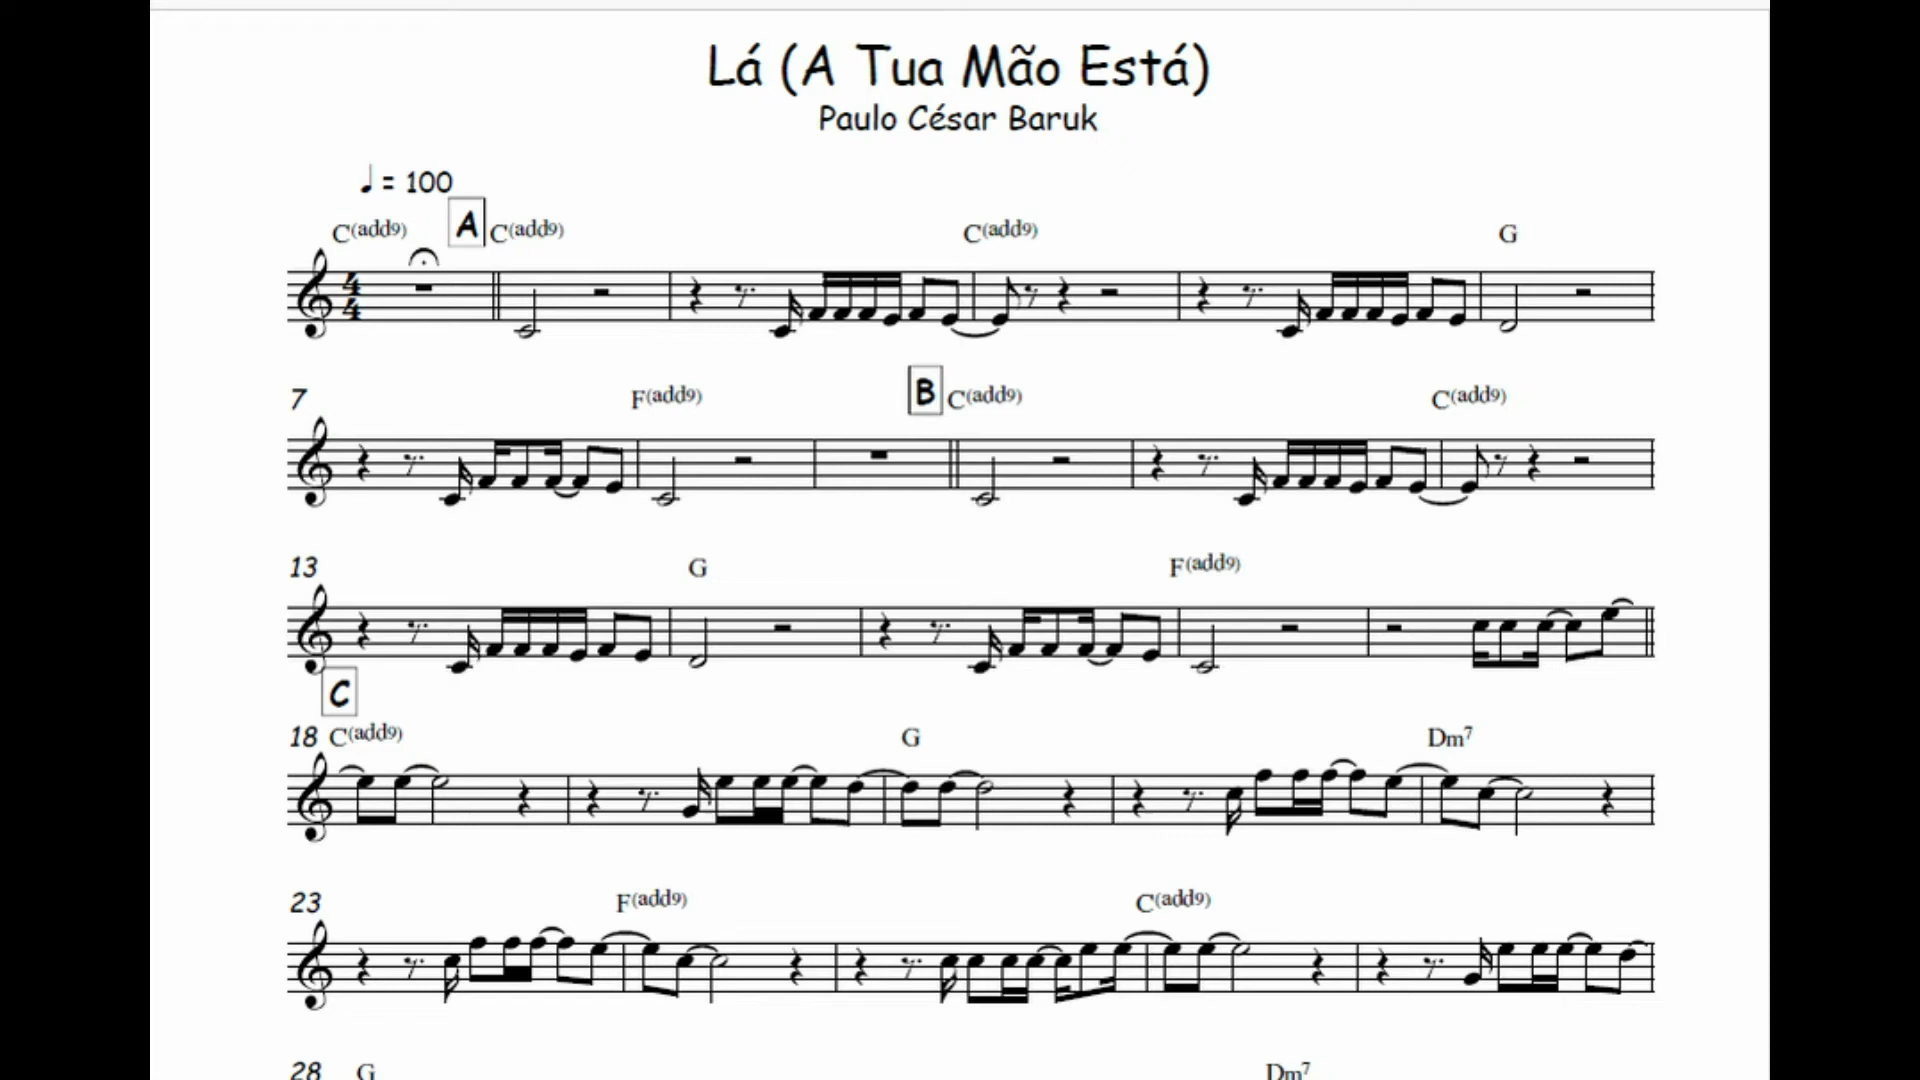 Lá (A Tua Mão Está)
Paulo César Baruk
♩ = 100
C(add9) A C(add9) C(add9) G
7 F(add9) B C(add9) C(add9)
13 G F(add9)
C
18 C(add9) G Dm7
23 F(add9) C(add9)
28 G Dm7